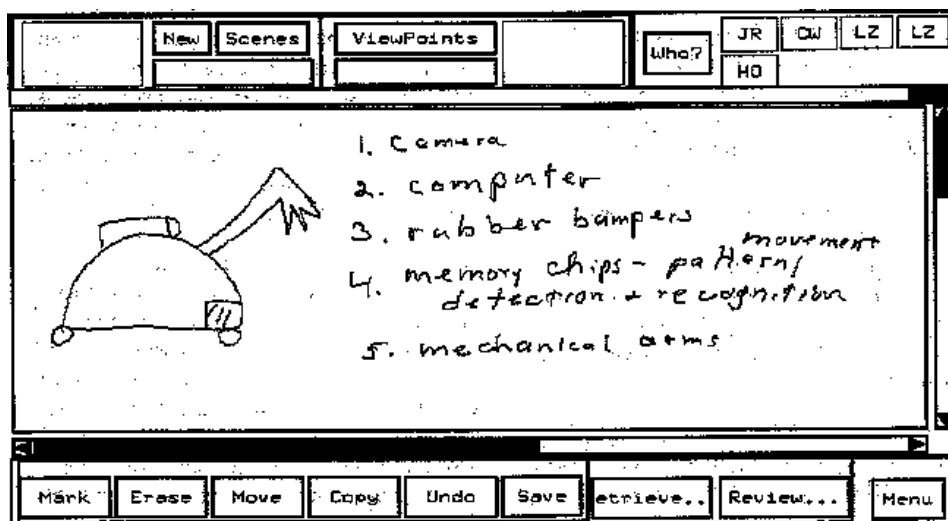 New Scenes ViewPoints Who? JR CW LZ LZ
HO
1. Camera
2. computer
3. rubber bumpers
movement
4. memory chips - pattern/
detection + recognition
5. mechanical arms
Mark Erase Move Copy Undo Save etrieve.. Review... Menu